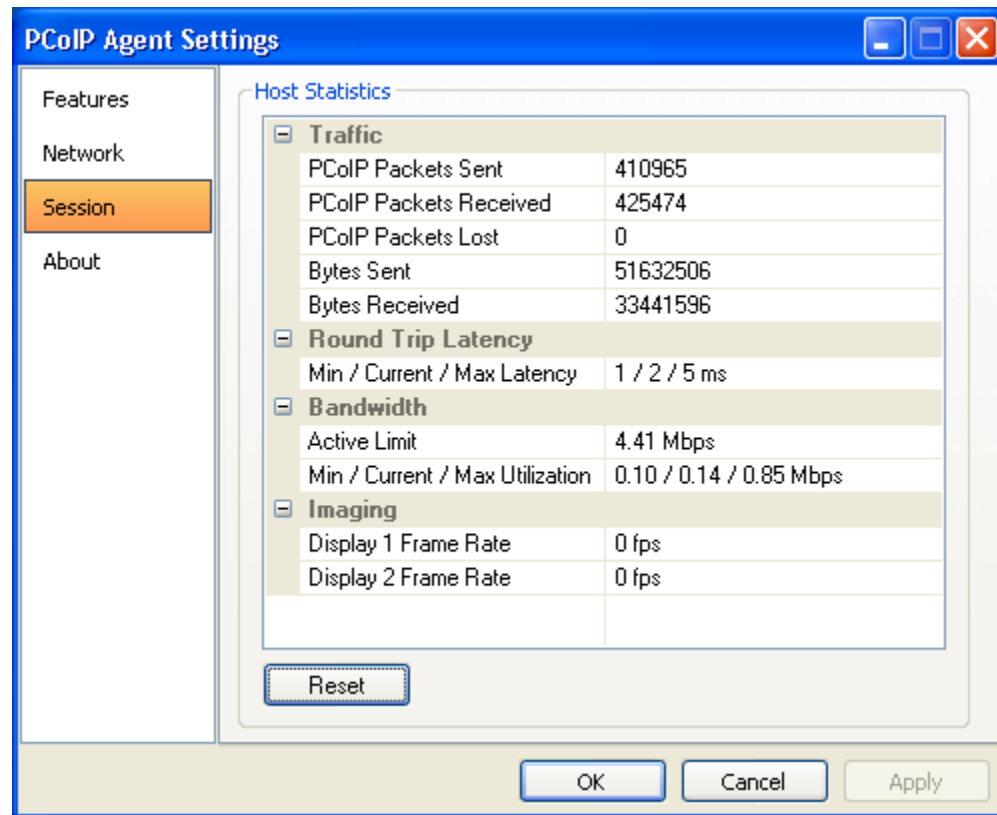 PCoIP Agent Settings
Features
Network
Session
About
Host Statistics
Traffic
PCoIP Packets Sent 410965
PCoIP Packets Received 425474
PCoIP Packets Lost 0
Bytes Sent 51632506
Bytes Received 33441596
Round Trip Latency
Min / Current / Max Latency 1 / 2 / 5 ms
Bandwidth
Active Limit 4.41 Mbps
Min / Current / Max Utilization 0.10 / 0.14 / 0.85 Mbps
Imaging
Display 1 Frame Rate 0 fps
Display 2 Frame Rate 0 fps
Reset
OK Cancel Apply